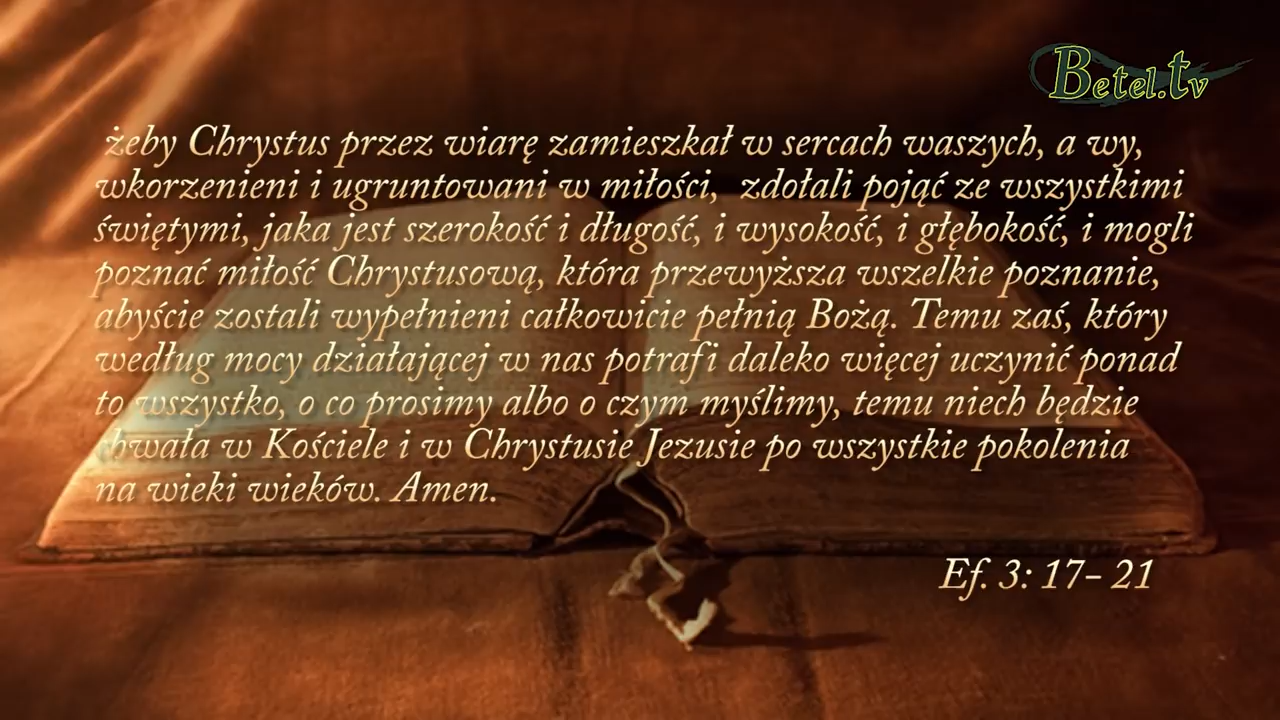 Betel.tv
żeby Chrystus przez wiarę zamieszkał w sercach waszych, a wy,
wkorzenieni i ugruntowani w miłości, zdołali pojąć ze wszystkimi
świętymi, jaka jest szerokość i długość, i wysokość, i głębokość, i mogli
poznać miłość Chrystusową, która przewyższa wszelkie poznanie,
abyście zostali wypełnieni całkowicie pełnią Bożą. Temu zaś, który
według mocy działającej w nas potrafi daleko więcej uczynić ponad
to wszystko, o co prosimy albo o czym myślimy, temu niech będzie
chwała w Kościele i w Chrystusie Jezusie po wszystkie pokolenia
na wieki wieków. Amen.
Ef. 3: 17- 21